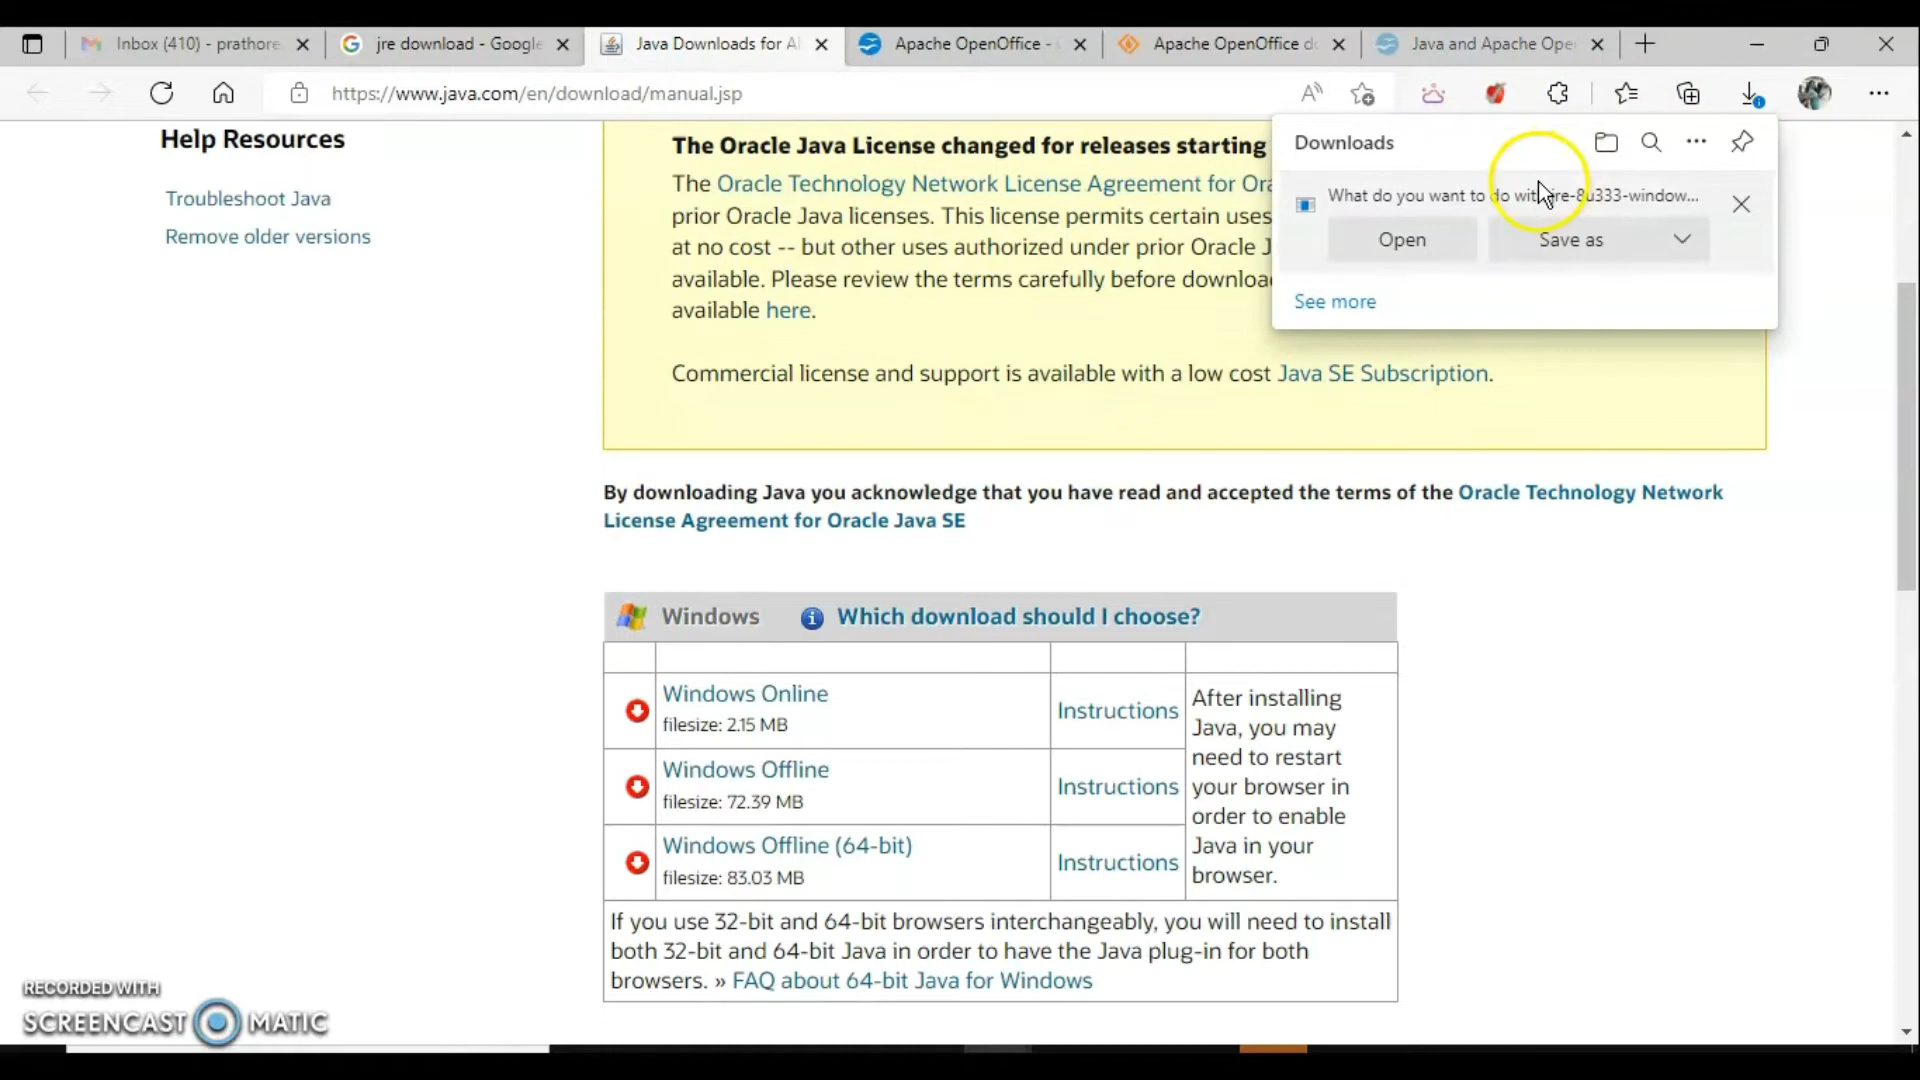 Inbox (410) - prathore.
jre download - Google
Java Downloads for Al
Apache OpenOffice -
Apache OpenOffice do
Java and Apache Ope
https://www.java.com/en/download/manual.jsp
Help Resources
Troubleshoot Java
Remove older versions
The Oracle Java License changed for releases starting
The Oracle Technology Network License Agreement for Ora
prior Oracle Java licenses. This license permits certain uses
at no cost -- but other uses authorized under prior Oracle J
available. Please review the terms carefully before downloa
available here.
Commercial license and support is available with a low cost Java SE Subscription.
Downloads
What do you want to do with jre-8u333-window...
Open
Save as
See more
By downloading Java you acknowledge that you have read and accepted the terms of the Oracle Technology Network
License Agreement for Oracle Java SE
Windows Which download should I choose?
Windows Online
filesize: 2.15 MB
Instructions
Windows Offline
filesize: 72.39 MB
Instructions
Windows Offline (64-bit)
filesize: 83.03 MB
Instructions
After installing
Java, you may
need to restart
your browser in
order to enable
Java in your
browser.
If you use 32-bit and 64-bit browsers interchangeably, you will need to install
both 32-bit and 64-bit Java in order to have the Java plug-in for both
browsers. » FAQ about 64-bit Java for Windows
RECORDED WITH
SCREENCAST MATIC